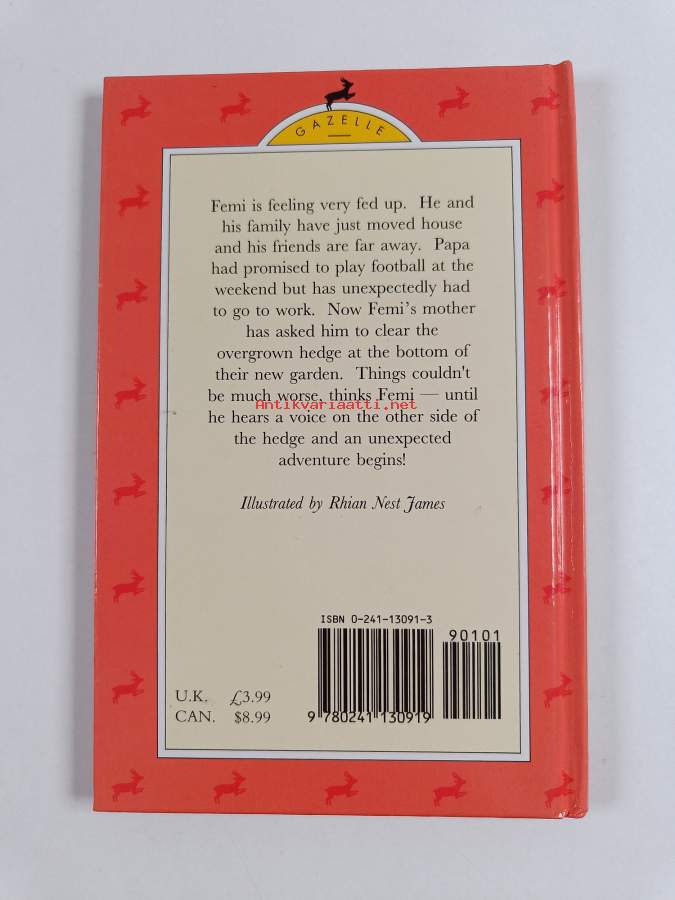 GAZELLE
Femi is feeling very fed up. He and
his family have just moved house
and his friends are far away. Papa
had promised to play football at the
weekend but has unexpectedly had
to go to work. Now Femi's mother
has asked him to clear the
overgrown hedge at the bottom of
their new garden. Things couldn't
be much worse, thinks Femi — until
Antikvariaatti.net
he hears a voice on the other side of
the hedge and an unexpected
adventure begins!
Illustrated by Rhian Nest James
ISBN 0-241-13091-3
90101
U.K. £3.99
CAN. $8.99
9 780241 130919